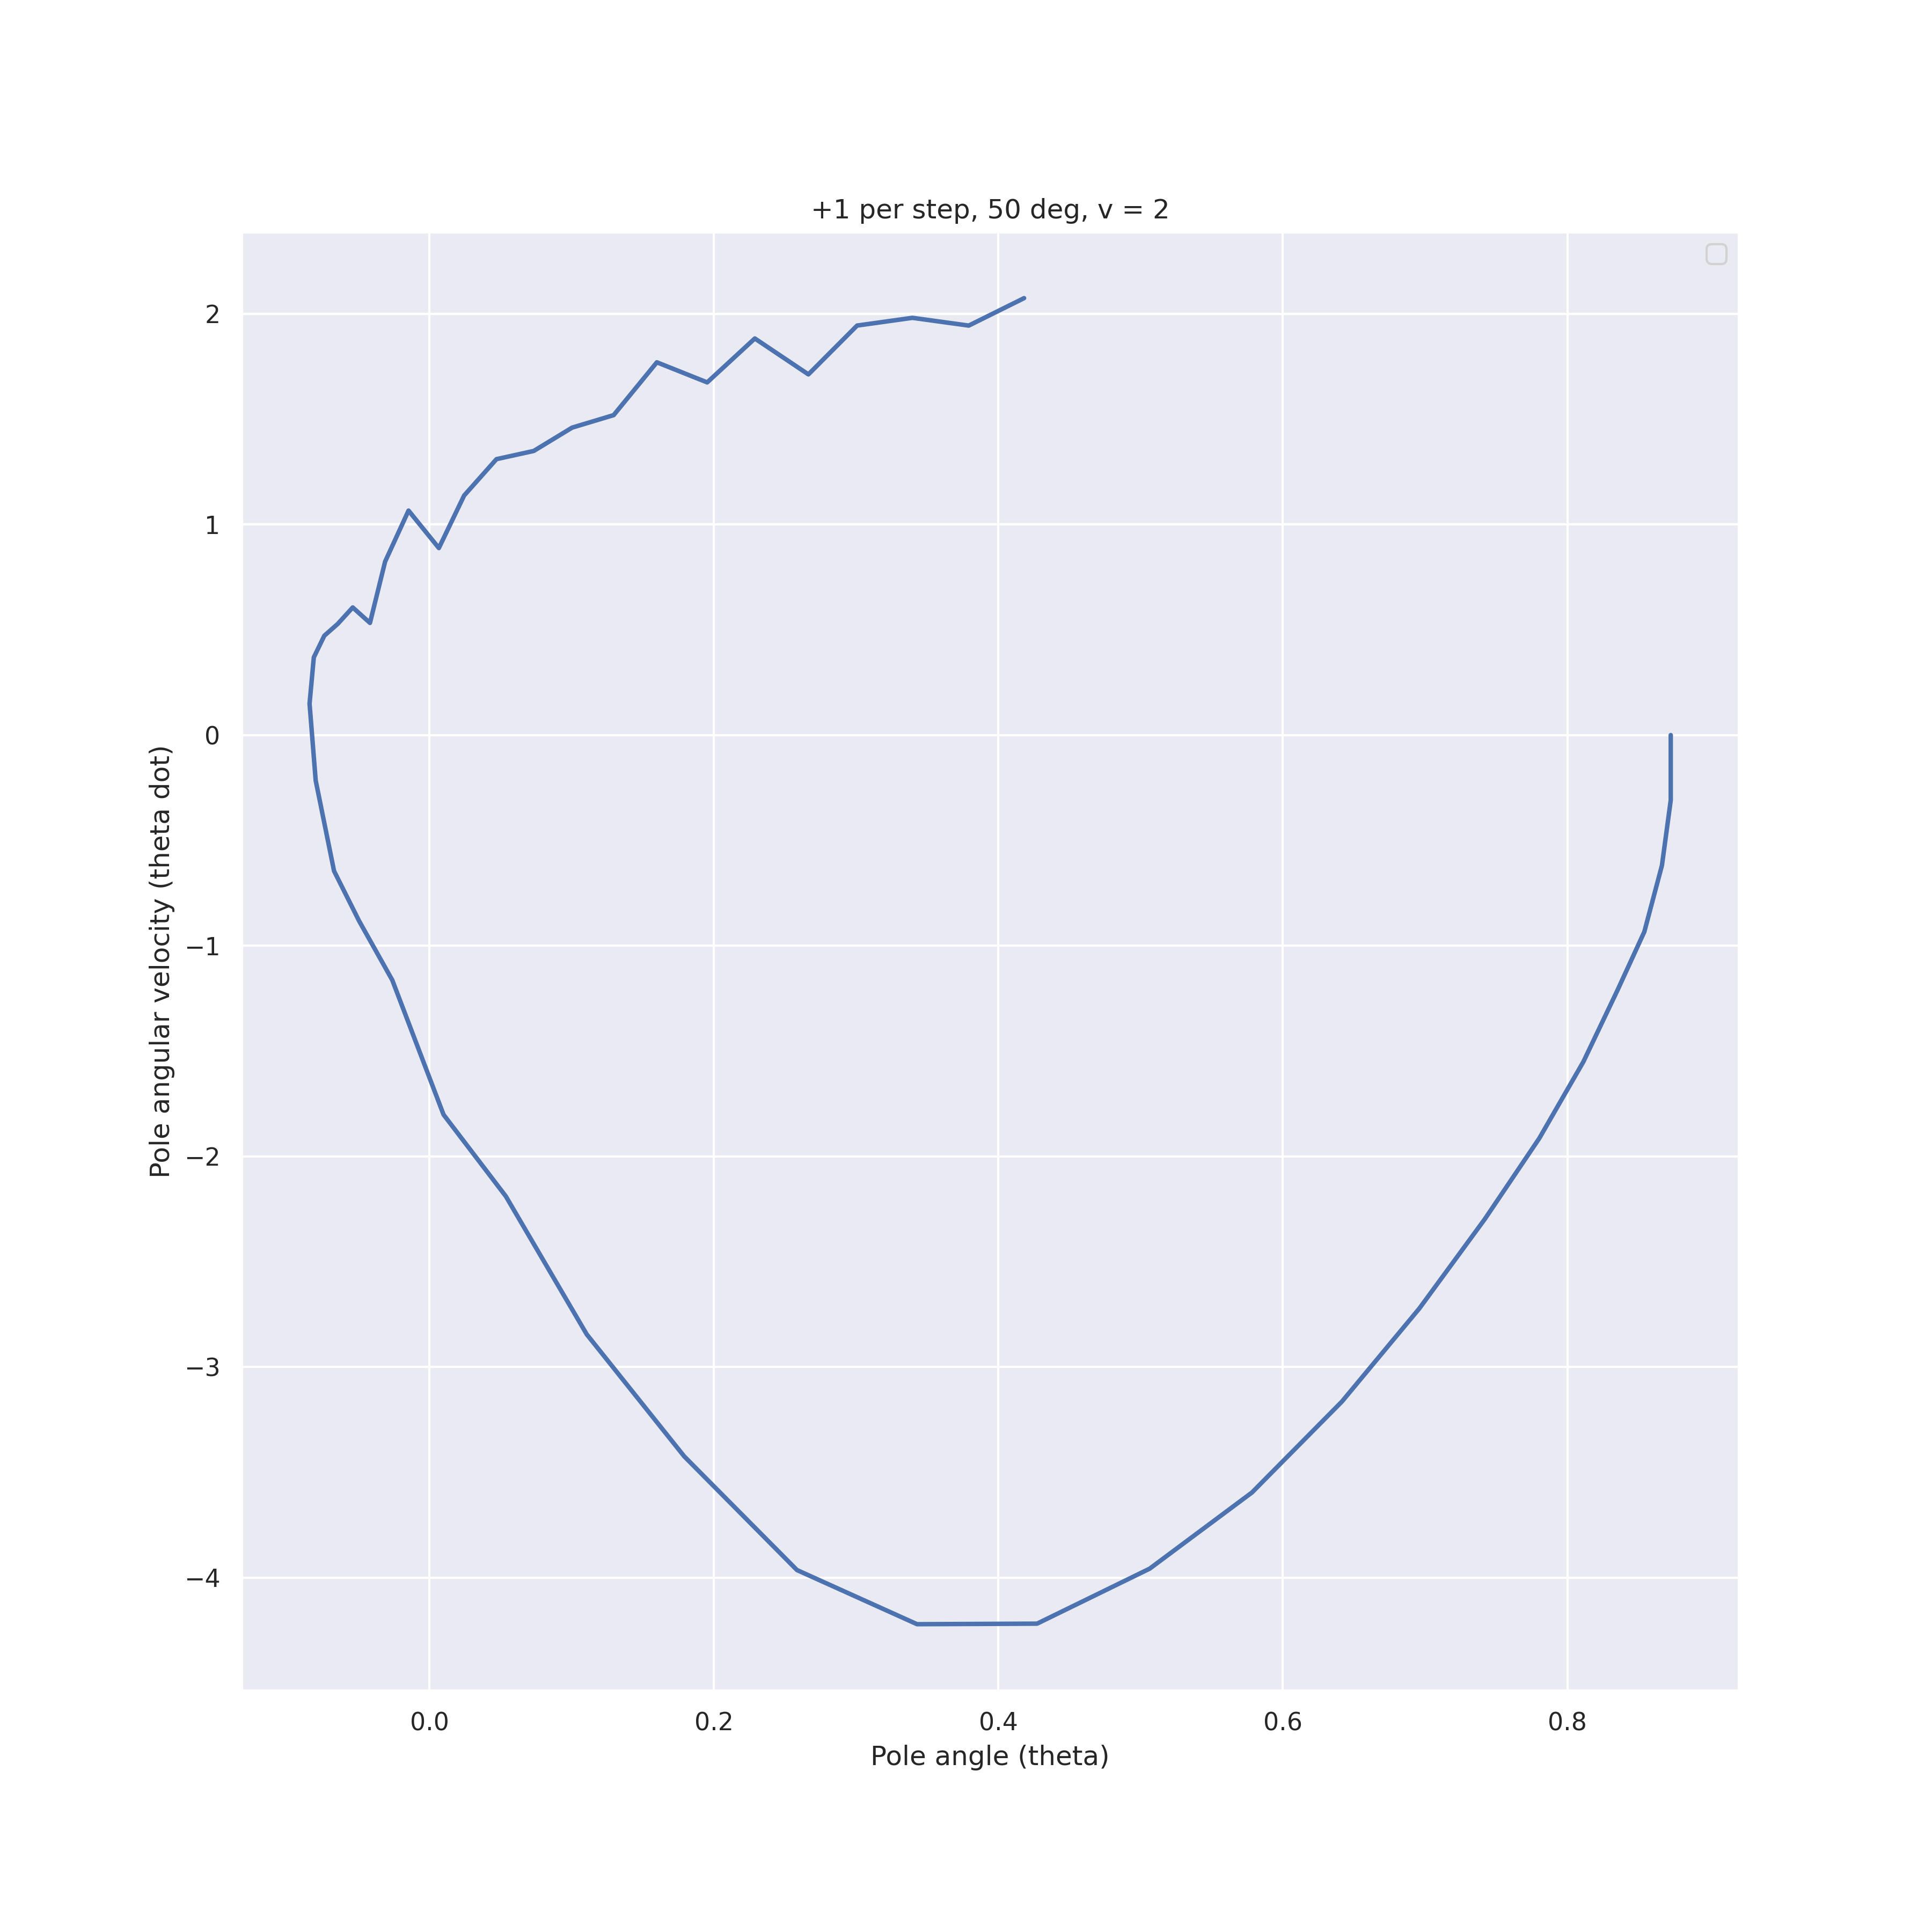 +1 per step, 50 deg, v = 2
2
1
0
−1
−2
−3
−4
Pole angular velocity (theta dot)
0.0 0.2 0.4 0.6 0.8
Pole angle (theta)